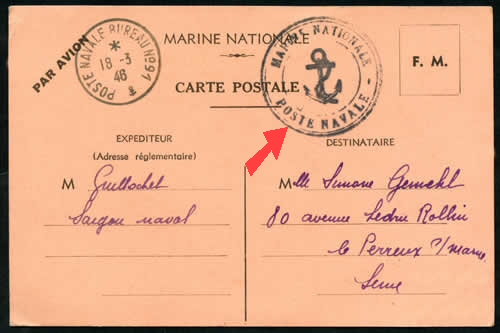 PAR AVION
POSTE NAVALE BUREAU N°91
*
18-3
46
*
MARINE NATIONALE
CARTE POSTALE
MARINE NATIONALE
- POSTE NAVALE -
F. M.
EXPEDITEUR
(Adresse réglementaire)
M Guillochet
Saigon naval
DESTINATAIRE
Mlle Simone
80 avenue Ledru Rollin
le Perreux s/marne
Seine